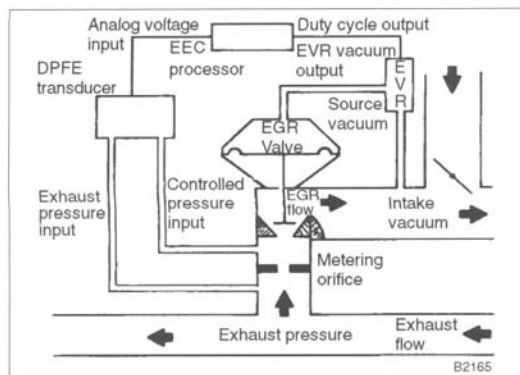 Analog voltage
input
Duty cycle output
EEC
processor
EVR vacuum
output
DPFE
transducer
E
V
R
Source
vacuum
EGR
Valve
Exhaust
pressure
input
Controlled
pressure
input
EGR
flow
Intake
vacuum
Metering
orifice
Exhaust pressure
Exhaust
flow
B2165